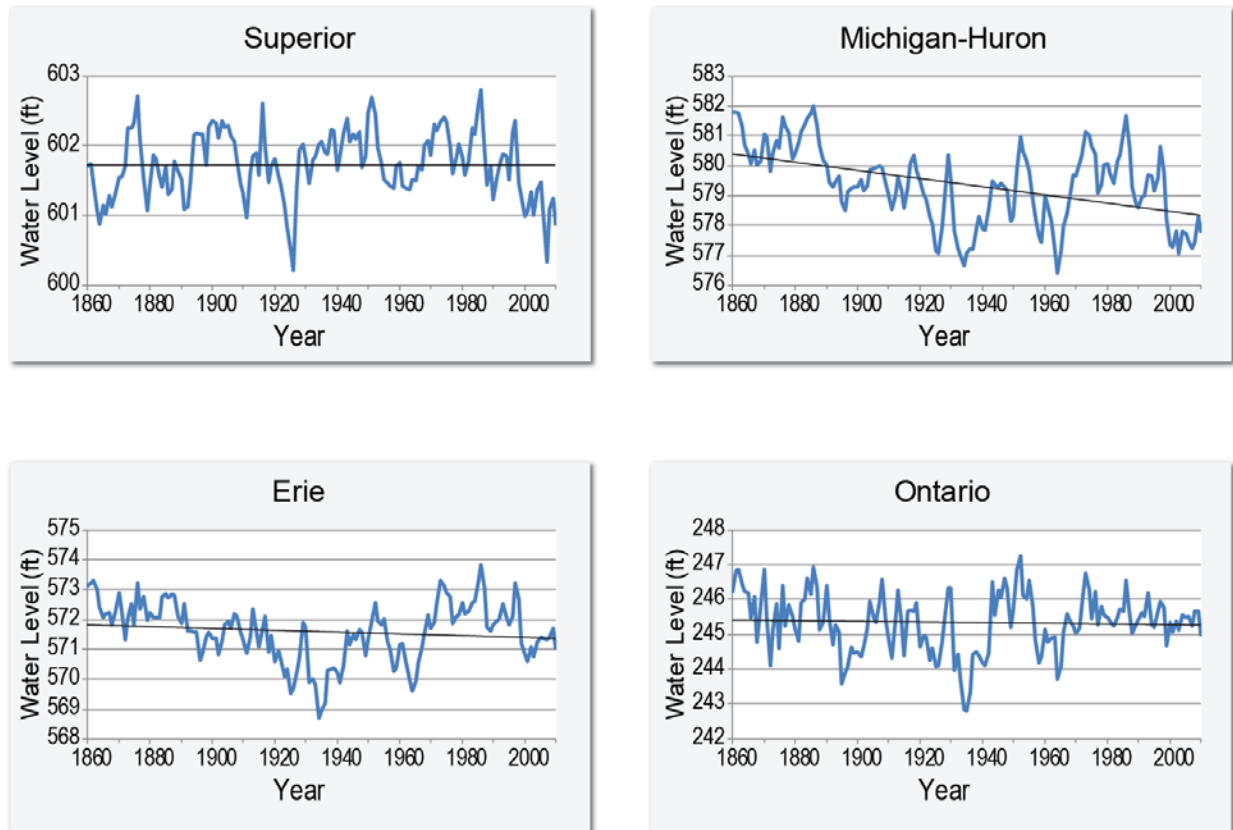 Superior
Water Level (ft)
603
602
601
600
1860 1880 1900 1920 1940 1960 1980 2000
Year
Michigan-Huron
Water Level (ft)
583
582
581
580
579
578
577
576
1860 1880 1900 1920 1940 1960 1980 2000
Year
Erie
Water Level (ft)
575
574
573
572
571
570
569
568
1860 1880 1900 1920 1940 1960 1980 2000
Year
Ontario
Water Level (ft)
248
247
246
245
244
243
242
1860 1880 1900 1920 1940 1960 1980 2000
Year